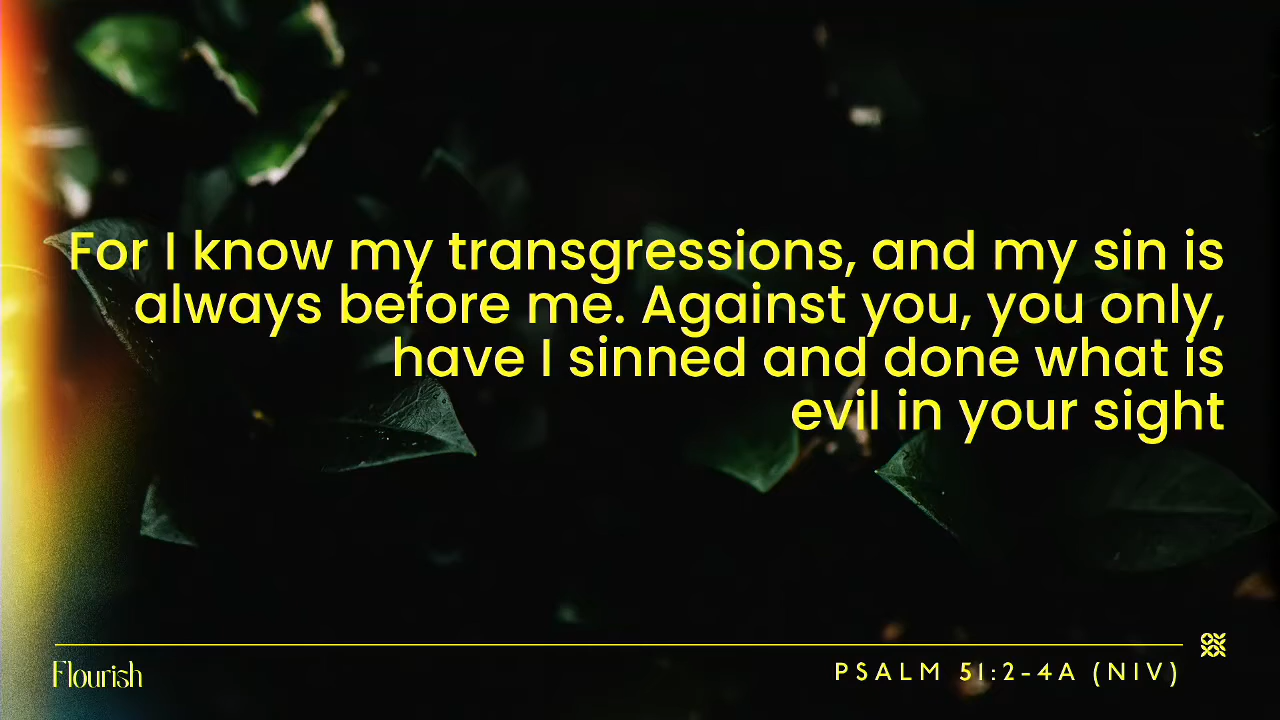 For I know my transgressions, and my sin is
always before me. Against you, you only,
have I sinned and done what is
evil in your sight
Flourish
PSALM 51:2-4A (NIV)